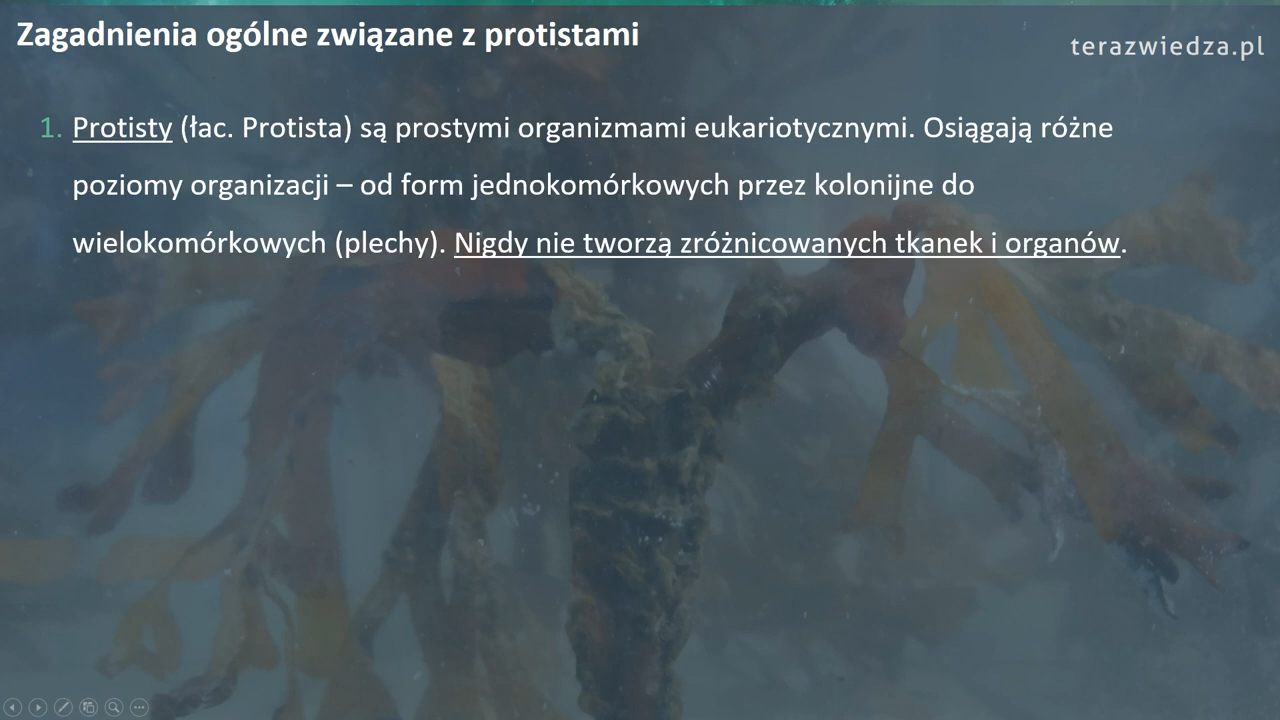 Zagadnienia ogólne związane z protistami
terazwiedza.pl
1. Protisty (łac. Protista) są prostymi organizmami eukariotycznymi. Osiągają różne
poziomy organizacji – od form jednokomórkowych przez kolonijne do
wielokomórkowych (plechy). Nigdy nie tworzą zróżnicowanych tkanek i organów.